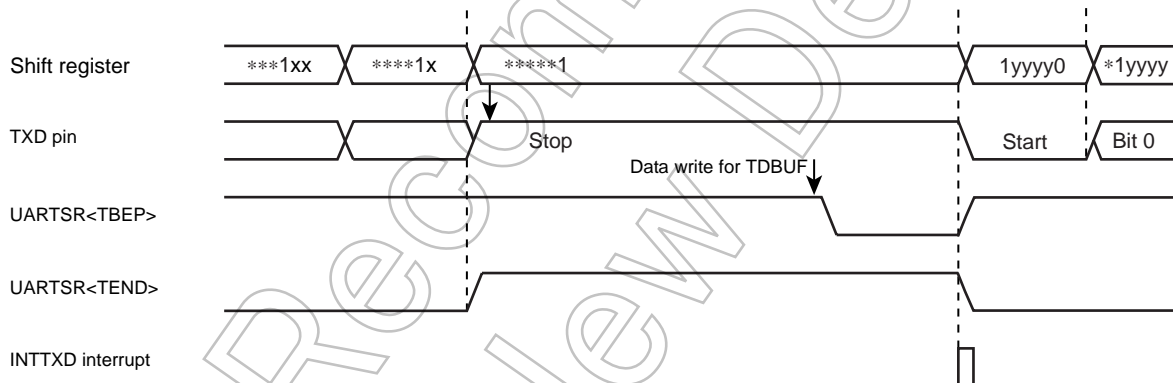 Shift register ***1xx ****1x *****1 1yyyy0 *1yyyy
TXD pin Stop Start Bit 0
Data write for TDBUF
UARTSR<TBEP>
UARTSR<TEND>
INTTXD interrupt